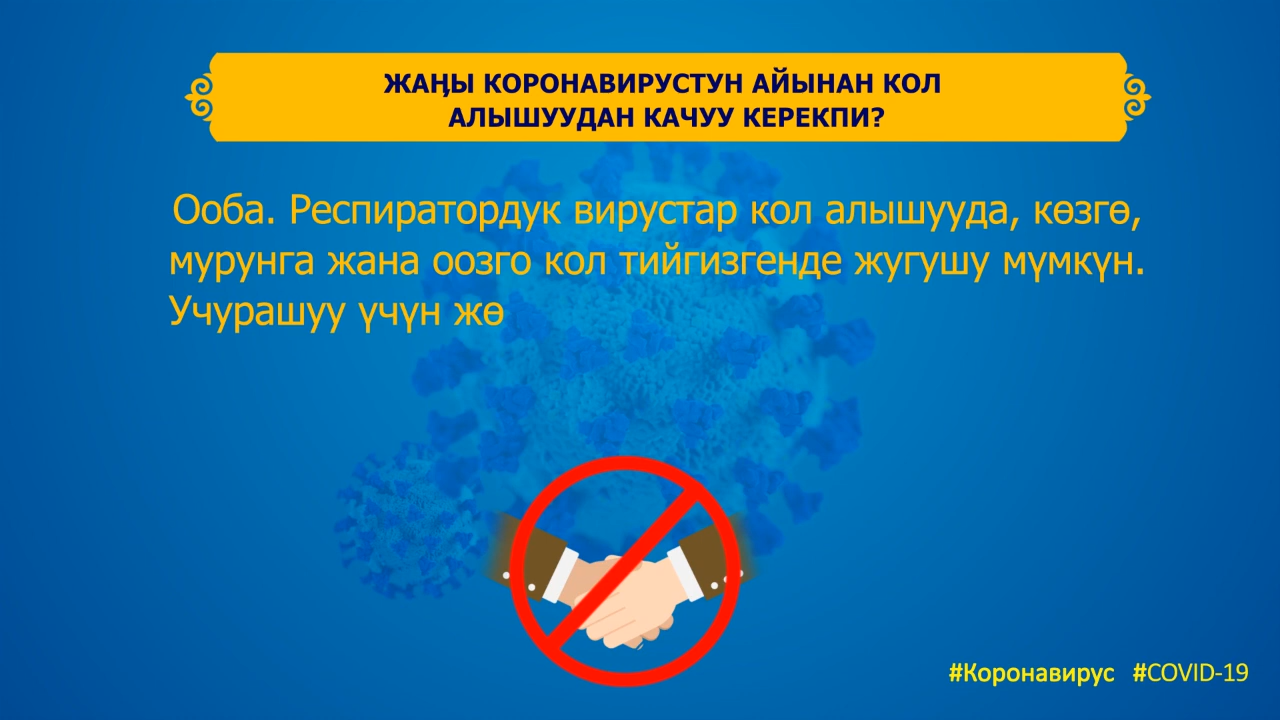 ЖАҢЫ КОРОНАВИРУСТУН АЙЫНАН КОЛ
АЛЫШУУДАН КАЧУУ КЕРЕКПИ?
Ооба. Респиратордук вирустар кол алышууда, көзгө,
мурунга жана оозго кол тийгизгенде жугушу мүмкүн.
Учурашуу үчүн жө
#Коронавирус #COVID-19